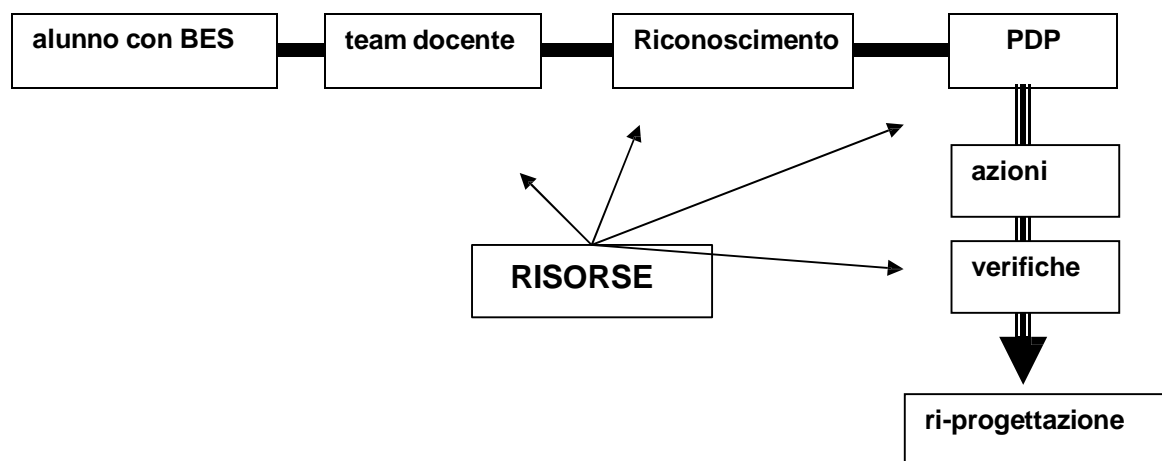 alunno con BES
team docente
Riconoscimento
PDP
azioni
RISORSE
verifiche
ri-progettazione